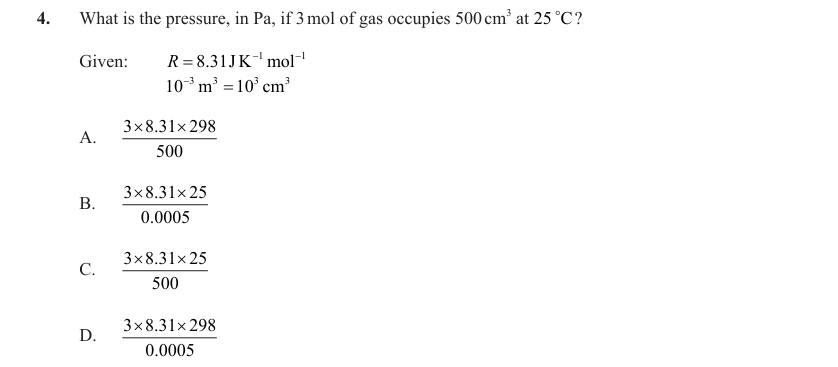 4. What is the pressure, in Pa, if 3 mol of gas occupies 500 cm³ at 25 °C?
Given: R = 8.31 J K⁻¹ mol⁻¹
10⁻³ m³ = 10³ cm³
A. 3×8.31×298
500
B. 3×8.31×25
0.0005
C. 3×8.31×25
500
D. 3×8.31×298
0.0005